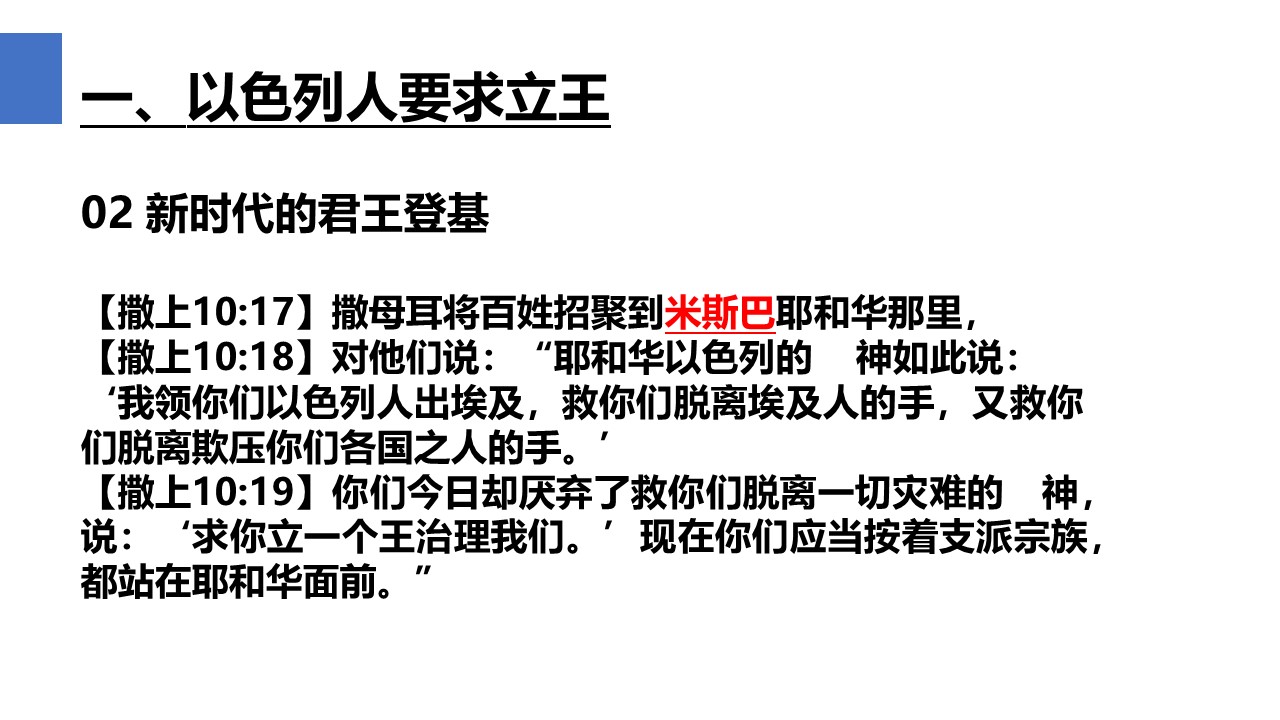 一、以色列人要求立王
02 新时代的君王登基
【撒上10:17】撒母耳将百姓招聚到米斯巴耶和华那里，
【撒上10:18】对他们说：“耶和华以色列的　神如此说：
‘我领你们以色列人出埃及，救你们脱离埃及人的手，又救你
们脱离欺压你们各国之人的手。’
【撒上10:19】你们今日却厌弃了救你们脱离一切灾难的　神，
说：‘求你立一个王治理我们。’现在你们应当按着支派宗族，
都站在耶和华面前。”